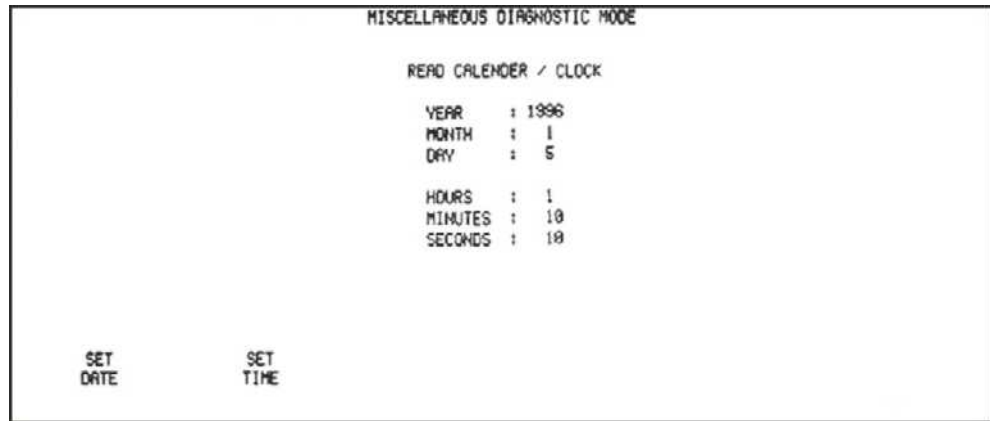 MISCELLANEOUS DIAGNOSTIC MODE
READ CALENDER / CLOCK
YEAR : 1996
MONTH : 1
DAY : 5
HOURS : 1
MINUTES : 10
SECONDS : 10
SET DATE
SET TIME